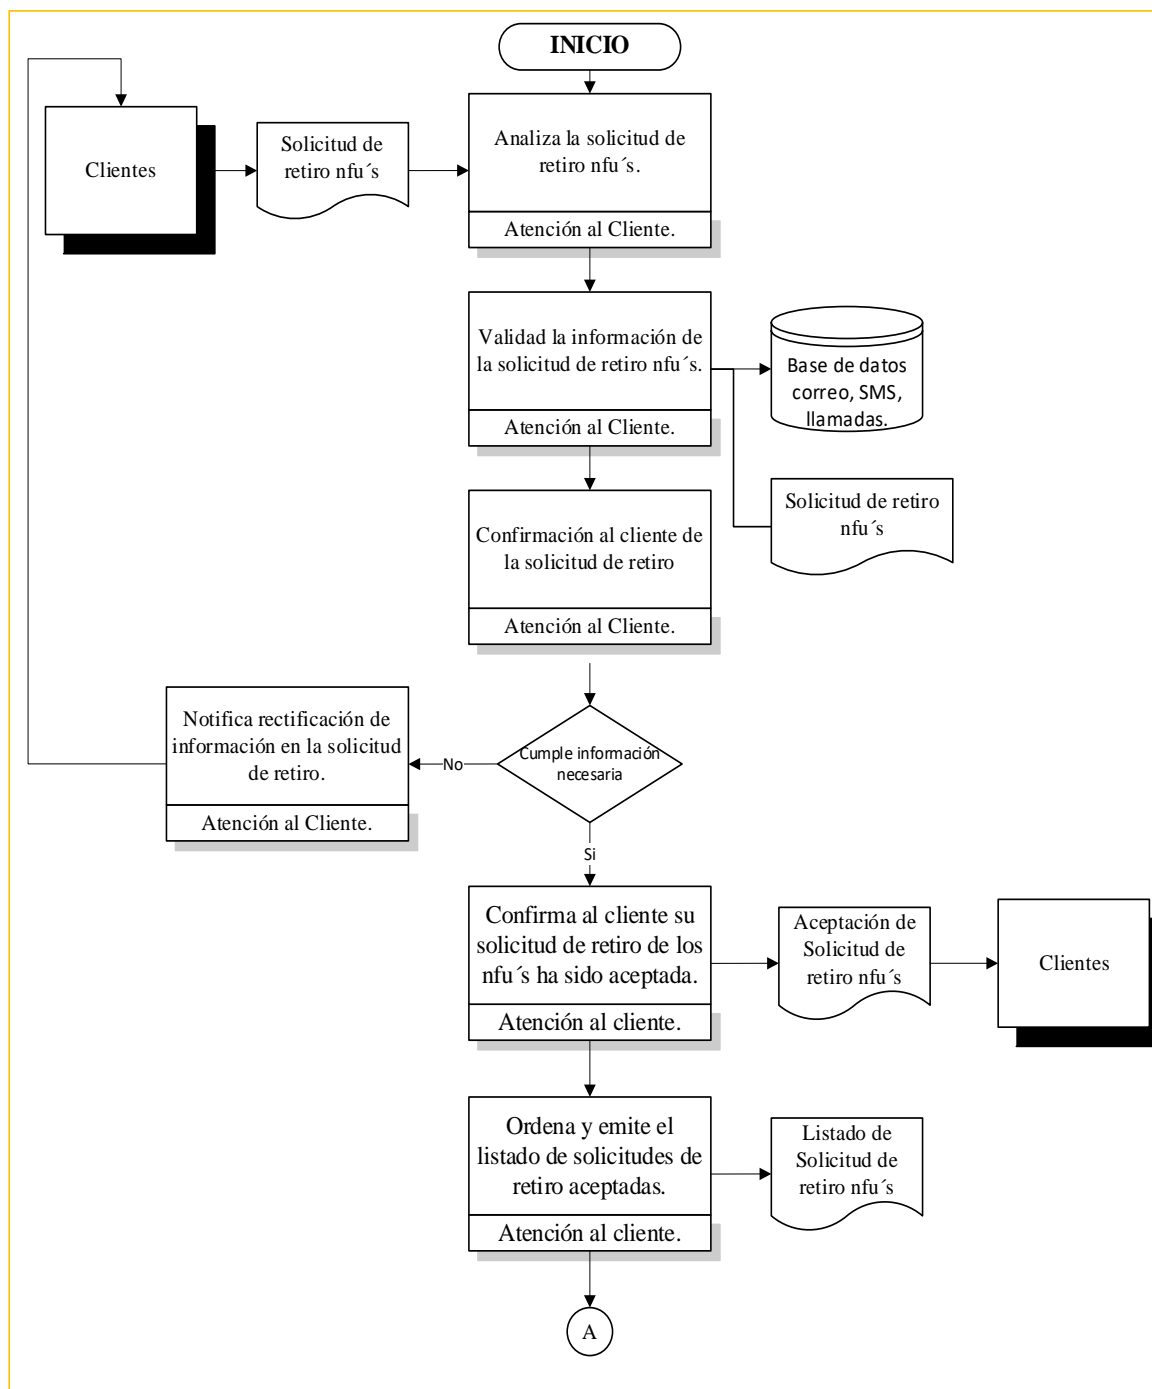 INICIO
Clientes
Solicitud de
retiro nfu´s
Analiza la solicitud de
retiro nfu´s.
Atención al Cliente.
Validad la información de
la solicitud de retiro nfu´s.
Atención al Cliente.
Base de datos
correo, SMS,
llamadas.
Solicitud de retiro
nfu´s
Confirmación al cliente de
la solicitud de retiro
Atención al Cliente.
Notifica rectificación de
información en la solicitud
de retiro.
Atención al Cliente.
No
Cumple información
necesaria
Si
Confirma al cliente su
solicitud de retiro de los
nfu´s ha sido aceptada.
Atención al cliente.
Aceptación de
Solicitud de
retiro nfu´s
Clientes
Ordena y emite el
listado de solicitudes de
retiro aceptadas.
Atención al cliente.
Listado de
Solicitud de
retiro nfu´s
A